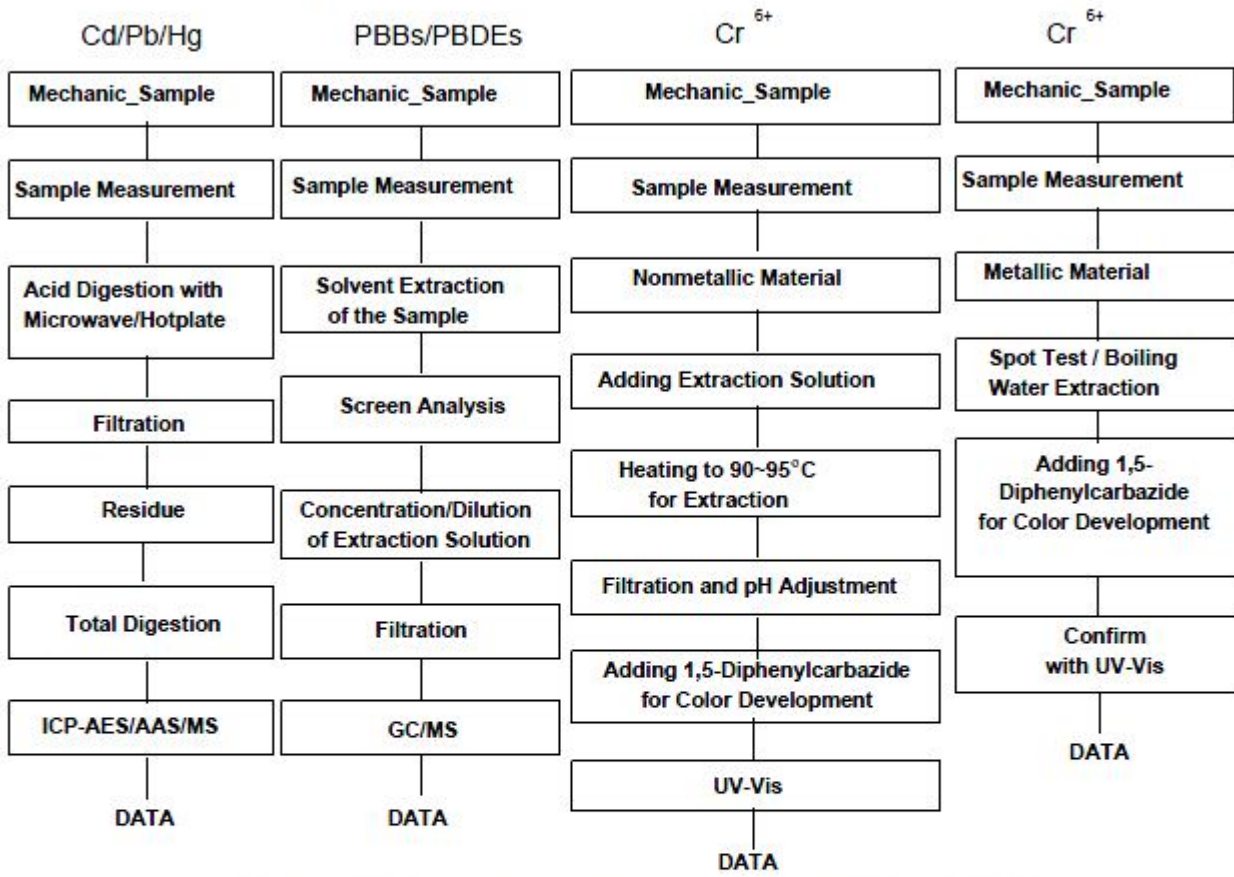 Cd/Pb/Hg
Mechanic_Sample
Sample Measurement
Acid Digestion with
Microwave/Hotplate
Filtration
Residue
Total Digestion
ICP-AES/AAS/MS
DATA
PBBs/PBDEs
Mechanic_Sample
Sample Measurement
Solvent Extraction
of the Sample
Screen Analysis
Concentration/Dilution
of Extraction Solution
Filtration
GC/MS
DATA
Cr 6+
Mechanic_Sample
Sample Measurement
Nonmetallic Material
Adding Extraction Solution
Heating to 90~95°C
for Extraction
Filtration and pH Adjustment
Adding 1,5-Diphenylcarbazide
for Color Development
UV-Vis
DATA
Cr 6+
Mechanic_Sample
Sample Measurement
Metallic Material
Spot Test / Boiling
Water Extraction
Adding 1,5-
Diphenylcarbazide
for Color Development
Confirm
with UV-Vis
DATA